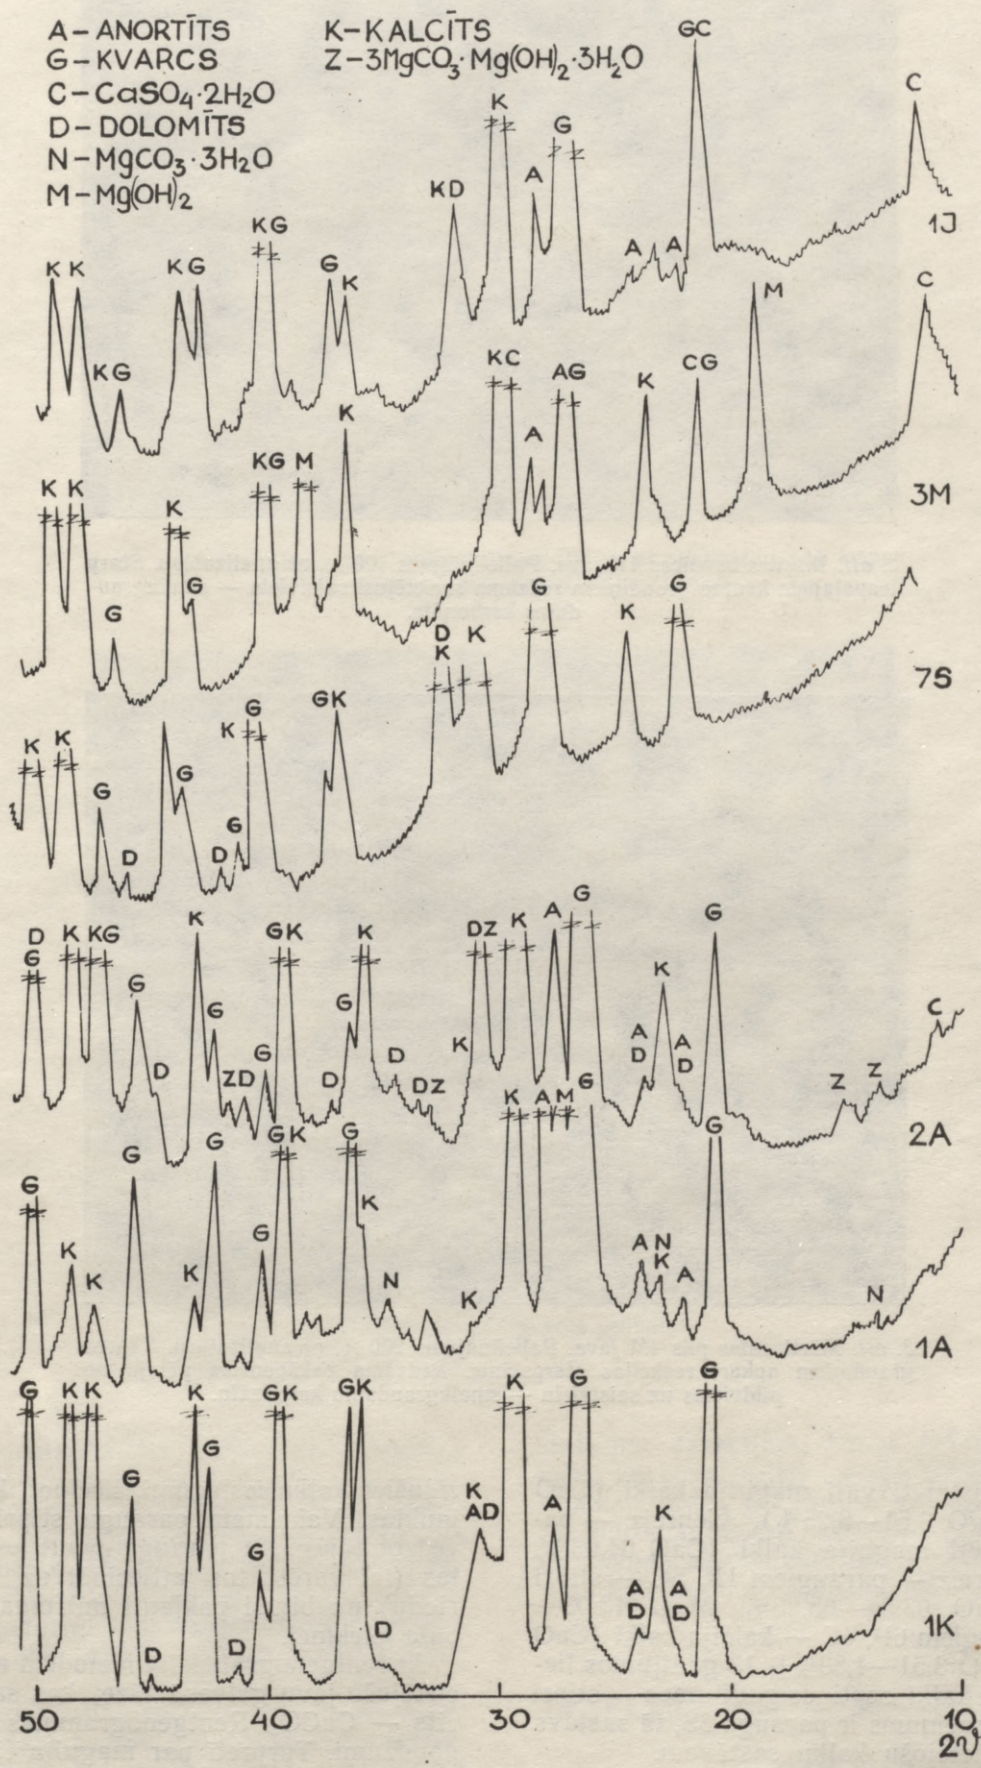 A – ANORTĪTS
G – KVARCS
C – CaSO₄·2H₂O
D – DOLOMĪTS
N – MgCO₃·3H₂O
M – Mg(OH)₂
K – KALCĪTS
Z – 3MgCO₃·Mg(OH)₂·3H₂O
K K KG KG KG G K KD K A G A A GC C
1J
K K G K G KG M K KC A AG K CG M C
3M
K K G D G D G K G GK D K K G K G
7S
D G K KG G D K G ZD G GK D G K D DZ K DZ K A G A D K A D G Z Z C
2A
G K K G K G G GK G K N K K A M G A N K A G N
1A
G K K G D K G D G GK GK D K AD K A G A D K A D G
1K
50 40 30 20 10
2ϑ